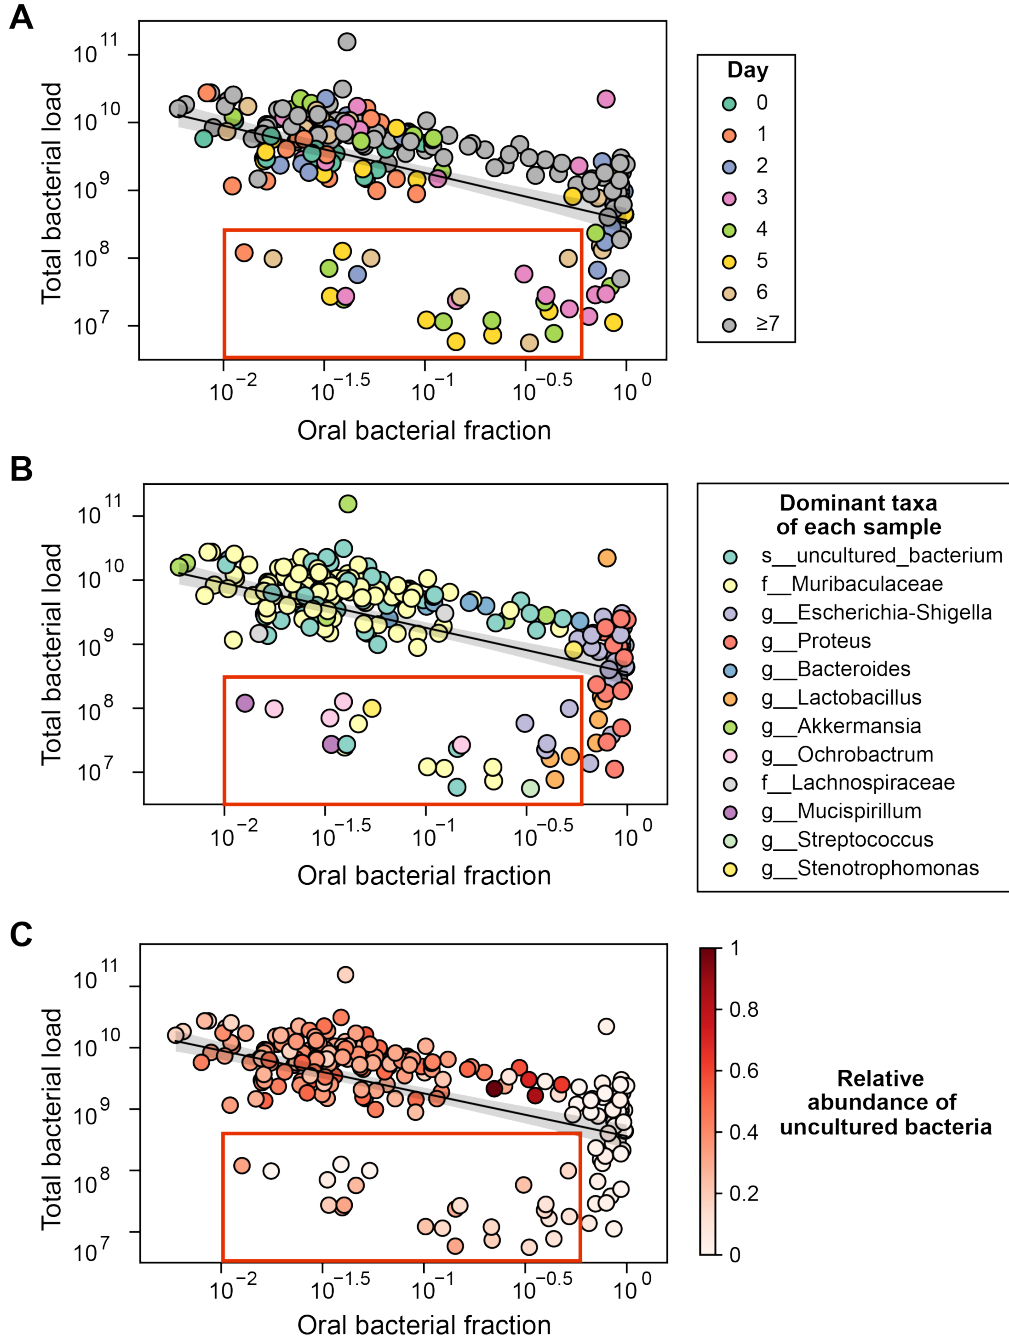 A
Total bacterial load
10^11
10^10
10^9
10^8
10^7
10^−2
10^−1.5
10^−1
10^−0.5
10^0
Oral bacterial fraction
Day
0
1
2
3
4
5
6
≥7
B
Total bacterial load
10^11
10^10
10^9
10^8
10^7
10^−2
10^−1.5
10^−1
10^−0.5
10^0
Oral bacterial fraction
Dominant taxa
of each sample
s__uncultured_bacterium
f__Muribaculaceae
g__Escherichia-Shigella
g__Proteus
g__Bacteroides
g__Lactobacillus
g__Akkermansia
g__Ochrobactrum
f__Lachnospiraceae
g__Mucispirillum
g__Streptococcus
g__Stenotrophomonas
C
Total bacterial load
10^11
10^10
10^9
10^8
10^7
10^−2
10^−1.5
10^−1
10^−0.5
10^0
Oral bacterial fraction
1
0.8
0.6
0.4
0.2
0
Relative
abundance of
uncultured bacteria